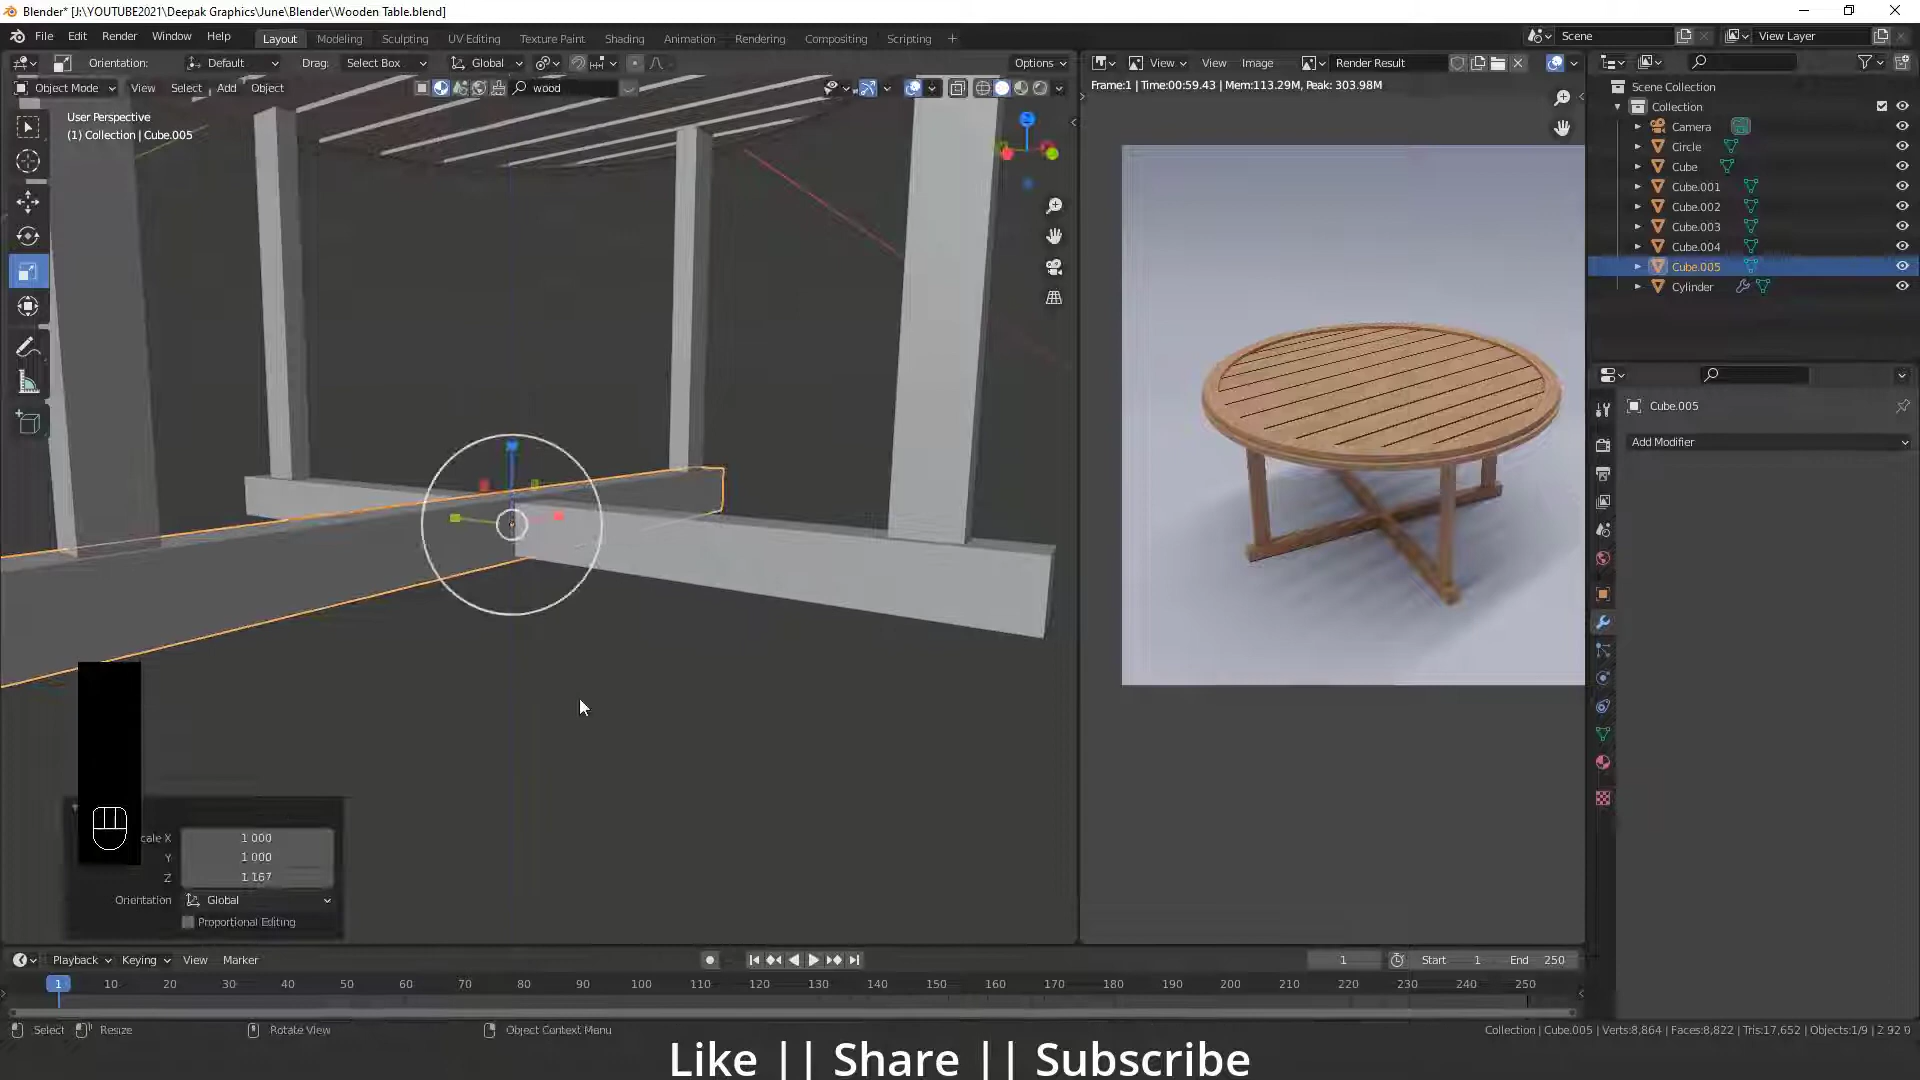 Blender* [J:\YOUTUBE2021\Deepak Graphics\June\Blender\Wooden Table.blend]
File Edit Render Window Help Layout Modeling Sculpting UV Editing Texture Paint Shading Animation Rendering Compositing Scripting + Scene View Layer
Orientation: Default Drag: Select Box Global Options View View Image Render Result
Object Mode View Select Add Object wood
Frame:1 | Time:00:59.43 | Mem:113.29M, Peak: 303.98M
User Perspective
(1) Collection | Cube.005
Scene Collection
Collection
Camera
Circle
Cube
Cube.001
Cube.002
Cube.003
Cube.004
Cube.005
Cylinder
Cube.005
Add Modifier
cale X 1.000
Y 1.000
Z 1.167
Orientation Global
Proportional Editing
Playback Keying View Marker 1 Start 1 End 250
1 10 20 30 40 50 60 70 80 90 100 110 120 130 140 150 160 170 180 190 200 210 220 230 240 250
Select Resize Rotate View Object Context Menu Collection | Cube.005 | Verts:8,864 | Faces:8,822 | Tris:17,652 | Objects:1/9 | 2.92.0
Like || Share || Subscribe